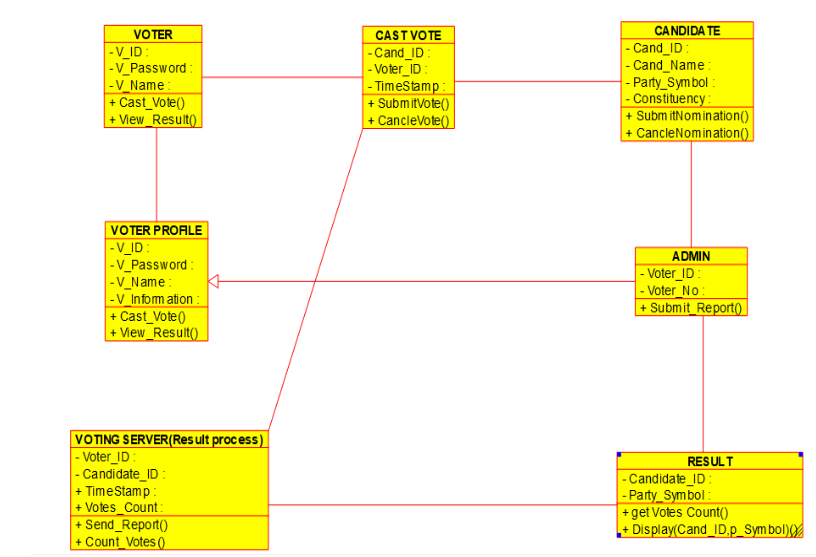 VOTER
- V_ID :
- V_Password :
- V_Name :
+ Cast_Vote()
+ View_Result()
CAST VOTE
- Cand_ID :
- Voter_ID :
- TimeStamp :
+ SubmitVote()
+ CancleVote()
CANDIDATE
- Cand_ID :
- Cand_Name :
- Party_Symbol :
- Constituency :
+ SubmitNomination()
+ CancleNomination()
VOTER PROFILE
- V_ID :
- V_Password :
- V_Name :
- V_Information :
+ Cast_Vote()
+ View_Result()
ADMIN
- Voter_ID :
- Voter_No :
+ Submit_Report()
VOTING SERVER(Result process)
- Voter_ID :
- Candidate_ID :
+ TimeStamp :
+ Votes_Count :
+ Send_Report()
+ Count_Votes()
RESULT
- Candidate_ID :
- Party_Symbol :
+ get Votes Count()
+ Display(Cand_ID,p_Symbol)()